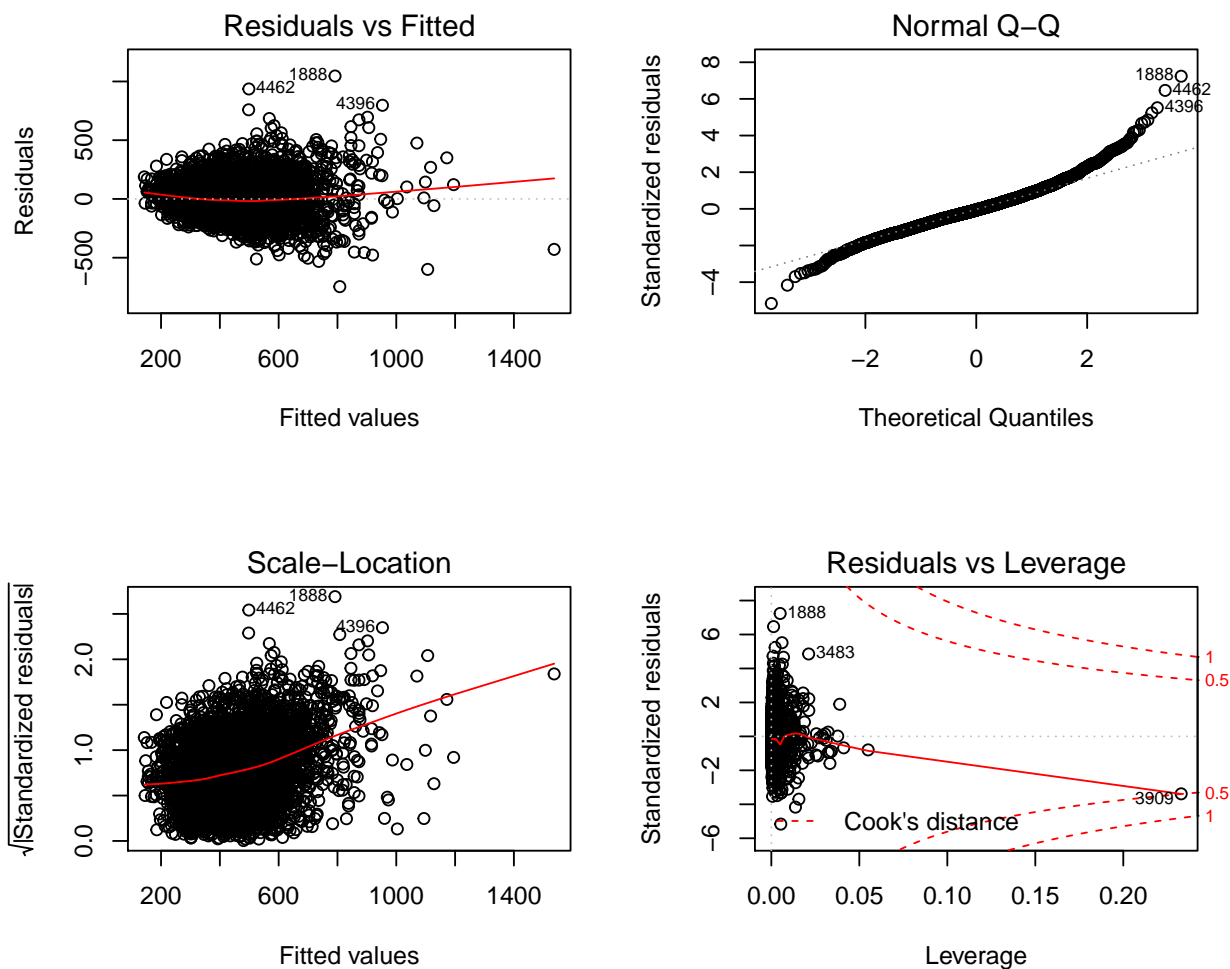 Residuals vs Fitted
Residuals
500
0
−500
1888
4462
4396
200 600 1000 1400
Fitted values
Normal Q−Q
Standardized residuals
8
6
4
2
0
−4
1888
4462
4396
−2 0 2
Theoretical Quantiles
Scale−Location
√|Standardized residuals|
2.0
1.0
0.0
1888
4462
4396
200 600 1000 1400
Fitted values
Residuals vs Leverage
Standardized residuals
6
2
−2
−6
1888
3483
1
0.5
0.5
3909
1
Cook's distance
0.00 0.05 0.10 0.15 0.20
Leverage